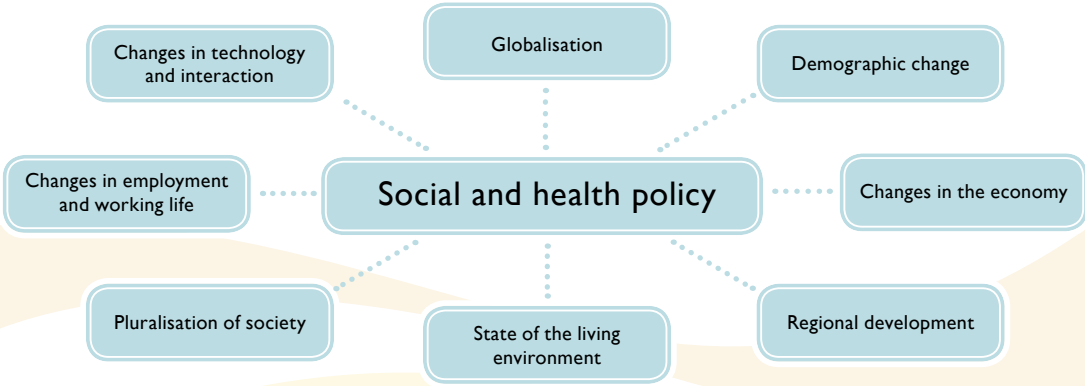 Globalisation
Changes in technology
and interaction
Demographic change
Changes in employment
and working life
Social and health policy
Changes in the economy
Pluralisation of society
State of the living
environment
Regional development